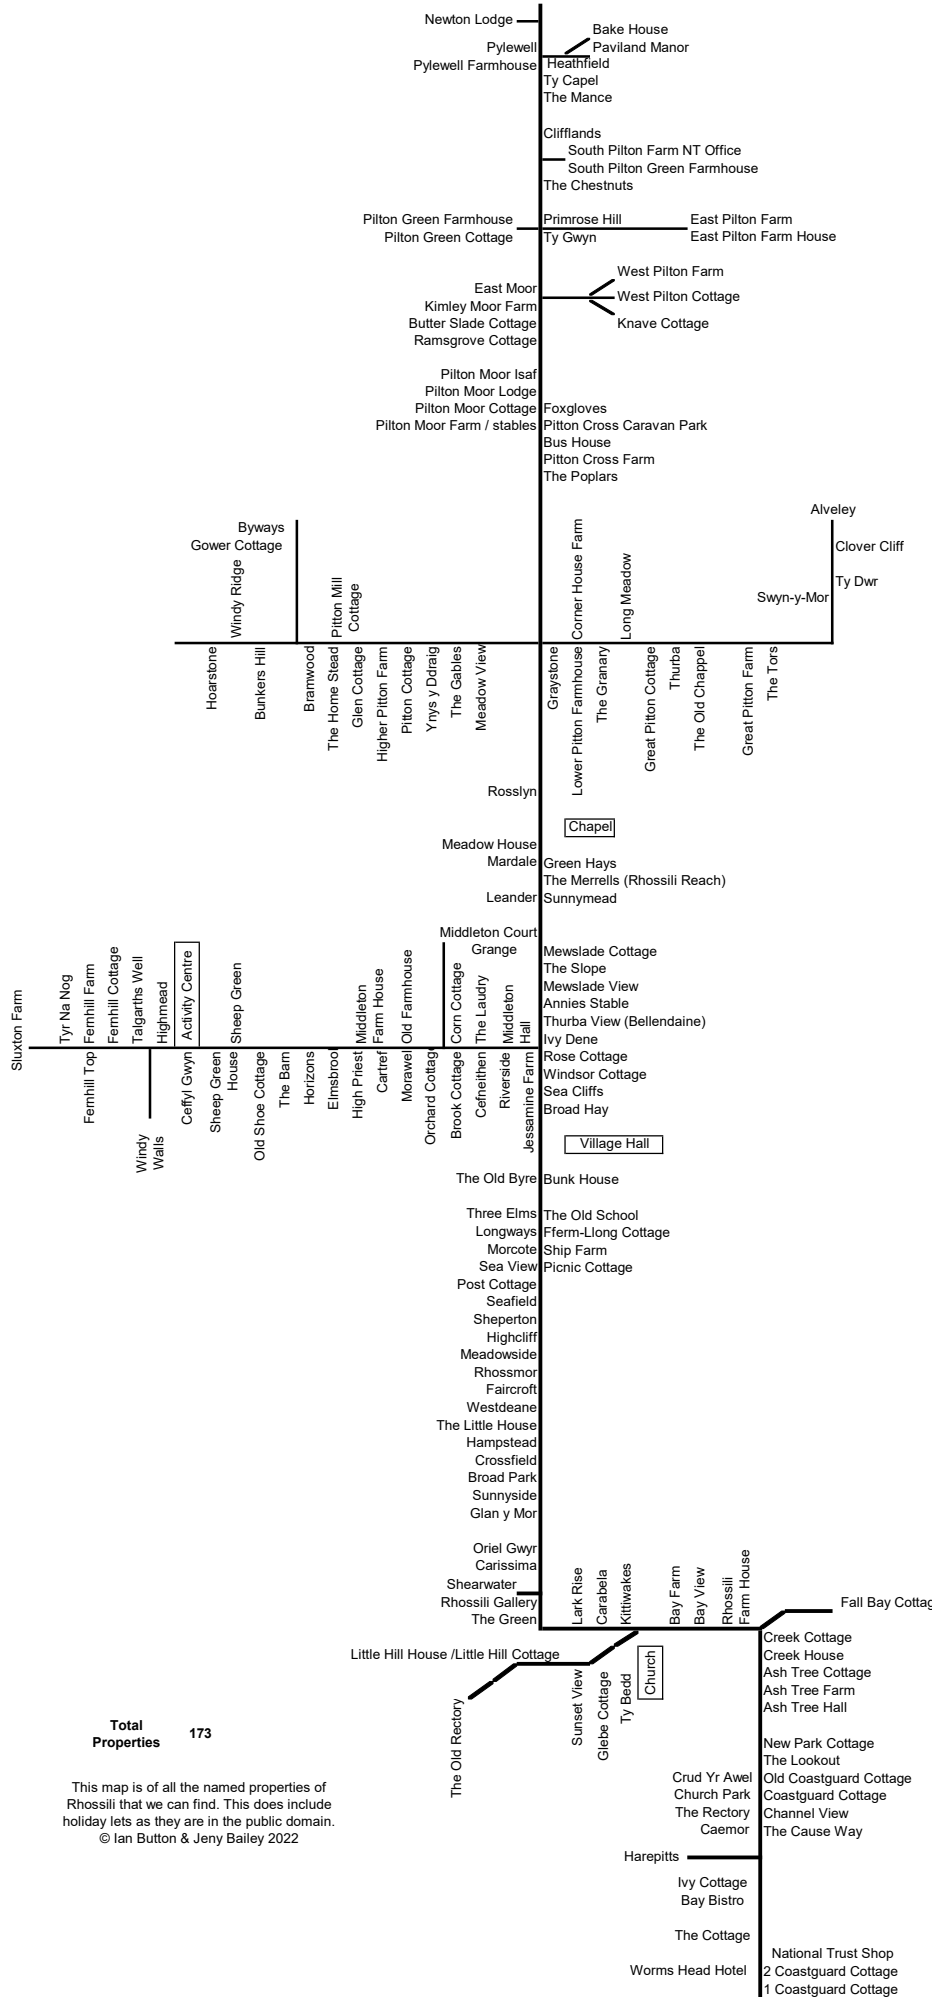 Newton Lodge
Bake House
Pylewell
Paviland Manor
Pylewell Farmhouse
Heathfield
Ty Capel
The Mance
Clifflands
South Pilton Farm NT Office
South Pilton Green Farmhouse
The Chestnuts
Pilton Green Farmhouse
Primrose Hill
East Pilton Farm
Pilton Green Cottage
Ty Gwyn
East Pilton Farm House
West Pilton Farm
East Moor
West Pilton Cottage
Kimley Moor Farm
Butter Slade Cottage
Knave Cottage
Ramsgrove Cottage
Pilton Moor Isaf
Pilton Moor Lodge
Pilton Moor Cottage
Foxgloves
Pilton Moor Farm / stables
Pitton Cross Caravan Park
Bus House
Pitton Cross Farm
The Poplars
Byways
Gower Cottage
Windy Ridge
Pitton Mill
Cottage
Corner House Farm
Long Meadow
Alveley
Clover Cliff
Ty Dwr
Swyn-y-Mor
Hoarstone
Bunkers Hill
Bramwood
The Home Stead
Glen Cottage
Higher Pitton Farm
Pitton Cottage
Ynys y Ddraig
The Gables
Meadow View
Graystone
Lower Pitton Farmhouse
The Granary
Great Pitton Cottage
Thurba
The Old Chappel
Great Pitton Farm
The Tors
Rosslyn
Chapel
Meadow House
Mardale
Green Hays
The Merrells (Rhossili Reach)
Leander
Sunnymead
Middleton Court
Grange
Mewslade Cottage
The Slope
Mewslade View
Annies Stable
Thurba View (Bellendaine)
Ivy Dene
Rose Cottage
Windsor Cottage
Sea Cliffs
Broad Hay
Sluxton Farm
Tyr Na Nog
Fernhill Farm
Fernhill Cottage
Talgarths Well
Highmead
Activity Centre
Sheep Green
Middleton
Farm House
Old Farmhouse
Corn Cottage
The Laudry
Middleton
Hall
Fernhill Top
Windy
Walls
Ceffyl Gwyn
Sheep Green
House
Old Shoe Cottage
The Barn
Horizons
Elmsbrool
High Priest
Cartref
Morawel
Orchard Cottag
Brook Cottage
Cefneithen
Riverside
Jessamine Farm
Village Hall
The Old Byre
Bunk House
Three Elms
The Old School
Longways
Fferm-Llong Cottage
Morcote
Ship Farm
Sea View
Picnic Cottage
Post Cottage
Seafield
Sheperton
Highcliff
Meadowside
Rhossmor
Faircroft
Westdeane
The Little House
Hampstead
Crossfield
Broad Park
Sunnyside
Glan y Mor
Oriel Gwyr
Carissima
Shearwater
Rhossili Gallery
The Green
Lark Rise
Carabela
Kittiwakes
Bay Farm
Bay View
Rhossili
Farm House
Fall Bay Cottag
Little Hill House /Little Hill Cottage
The Old Rectory
Sunset View
Glebe Cottage
Ty Bedd
Church
Creek Cottage
Creek House
Ash Tree Cottage
Ash Tree Farm
Ash Tree Hall
New Park Cottage
The Lookout
Crud Yr Awel
Old Coastguard Cottage
Church Park
Coastguard Cottage
The Rectory
Channel View
Caemor
The Cause Way
Harepitts
Ivy Cottage
Bay Bistro
The Cottage
National Trust Shop
Worms Head Hotel
2 Coastguard Cottage
1 Coastguard Cottage
Total
Properties
173
This map is of all the named properties of
Rhossili that we can find. This does include
holiday lets as they are in the public domain.
© Ian Button & Jeny Bailey 2022